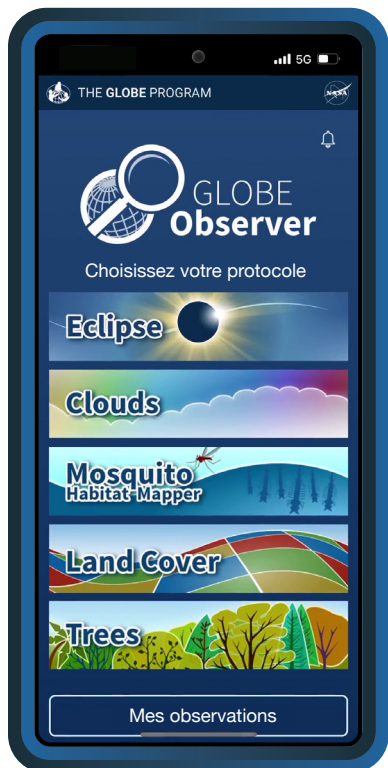 5G
THE GLOBE PROGRAM
NASA
GLOBE
Observer
Choisissez votre protocole
Eclipse
Clouds
Mosquito
Habitat Mapper
Land Cover
Trees
Mes observations